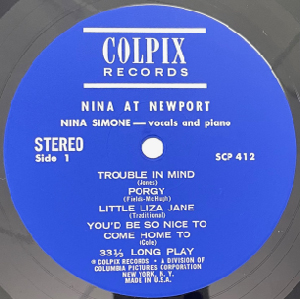 COLPIX
RECORDS
NINA AT NEWPORT
NINA SIMONE — vocals and piano
STEREO
Side 1
SCP 412
TROUBLE IN MIND
(Jones)
PORGY
(Fields-McHugh)
LITTLE LIZA JANE
(Traditional)
YOU'D BE SO NICE TO
COME HOME TO
(Cole)
33⅓ LONG PLAY
℗ COLPIX RECORDS • A DIVISION OF
COLUMBIA PICTURES CORPORATION
NEW YORK, N. Y.
MADE IN U.S.A.